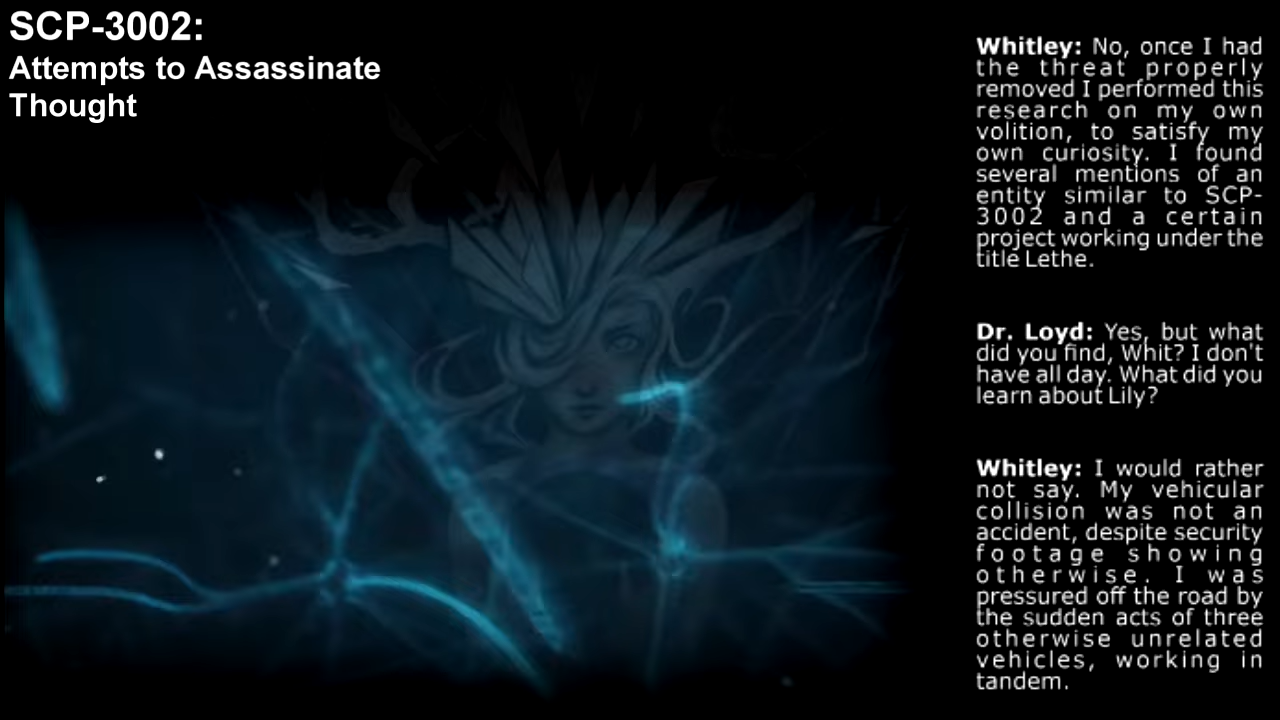 SCP-3002:
Attempts to Assassinate
Thought
Whitley: No, once I had
the threat properly
removed I performed this
research on my own
volition, to satisfy my
own curiosity. I found
several mentions of an
entity similar to SCP-
3002 and a certain
project working under the
title Lethe.
Dr. Loyd: Yes, but what
did you find, Whit? I don't
have all day. What did you
learn about Lily?
Whitley: I would rather
not say. My vehicular
collision was not an
accident, despite security
footage showing
otherwise. I was
pressured off the road by
the sudden acts of three
otherwise unrelated
vehicles, working in
tandem.